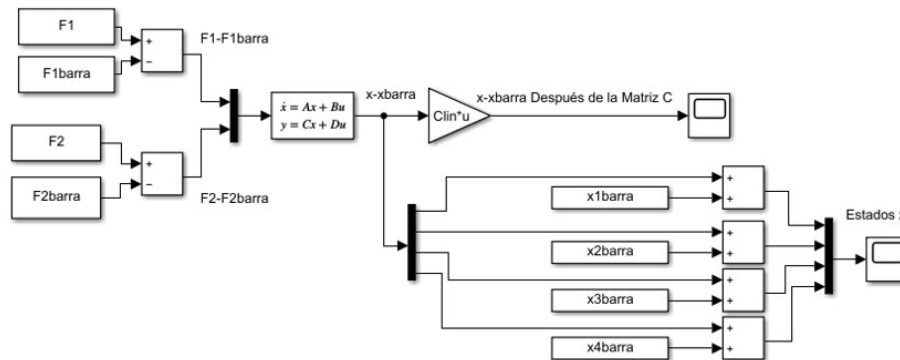 F1
+
−
F1-F1barra
F1barra
ẋ = Ax + Bu
y = Cx + Du
x-xbarra
Clin*u
x-xbarra Después de la Matriz C
F2
+
−
F2barra
F2-F2barra
+
+
x1barra
Estados
+
+
x2barra
+
+
x3barra
+
+
x4barra